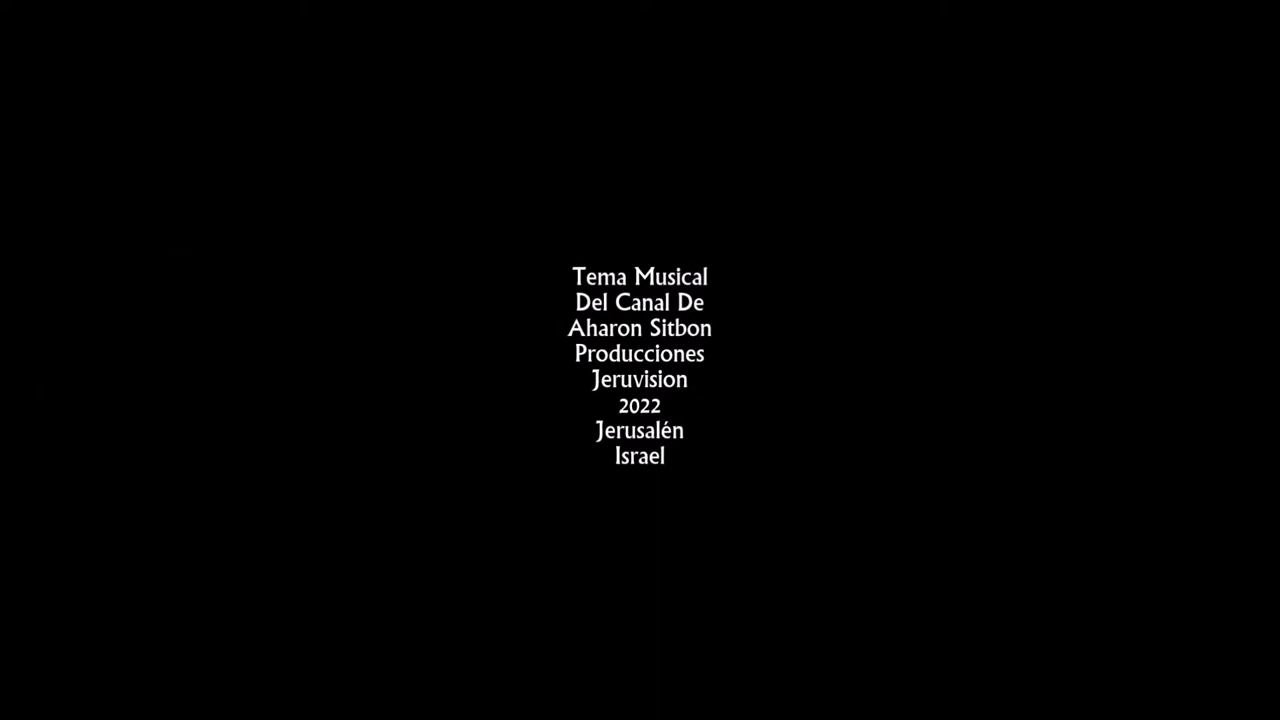 Tema Musical
Del Canal De
Aharon Sitbon
Producciones
Jeruvision
2022
Jerusalén
Israel